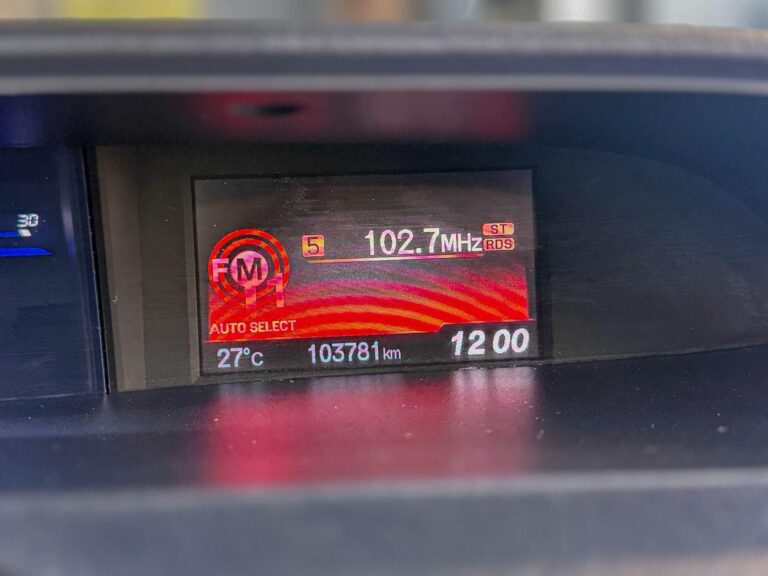 30
5 102.7MHz ST
RDS
FM
AUTO SELECT
27°C 103781km 12 00